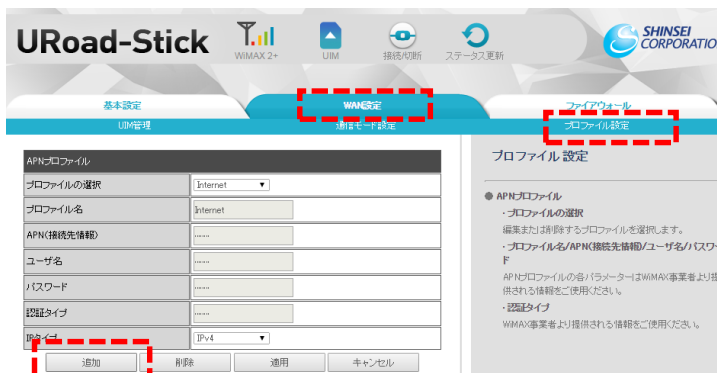 URoad-Stick
WiMAX 2+
UIM
接続/切断
ステータス更新
SHINSEI
CORPORATIO
基本設定
WAN設定
ファイアウォール
UIM管理
通信モード設定
プロファイル設定
APNプロファイル
プロファイルの選択
Internet
プロファイル名
Internet
APN(接続先情報)
ユーザ名
パスワード
認証タイプ
IPタイプ
IPv4
追加
削除
適用
キャンセル
プロファイル 設定
APNプロファイル
・プロファイルの選択
編集または削除するプロファイルを選択します。
・プロファイル名/APN(接続先情報)/ユーザ名/パスワー
ド
APNプロファイルの各パラメーターはWiMAX事業者より提
供される情報をご使用ください。
・認証タイプ
WiMAX事業者より提供される情報をご使用ください。